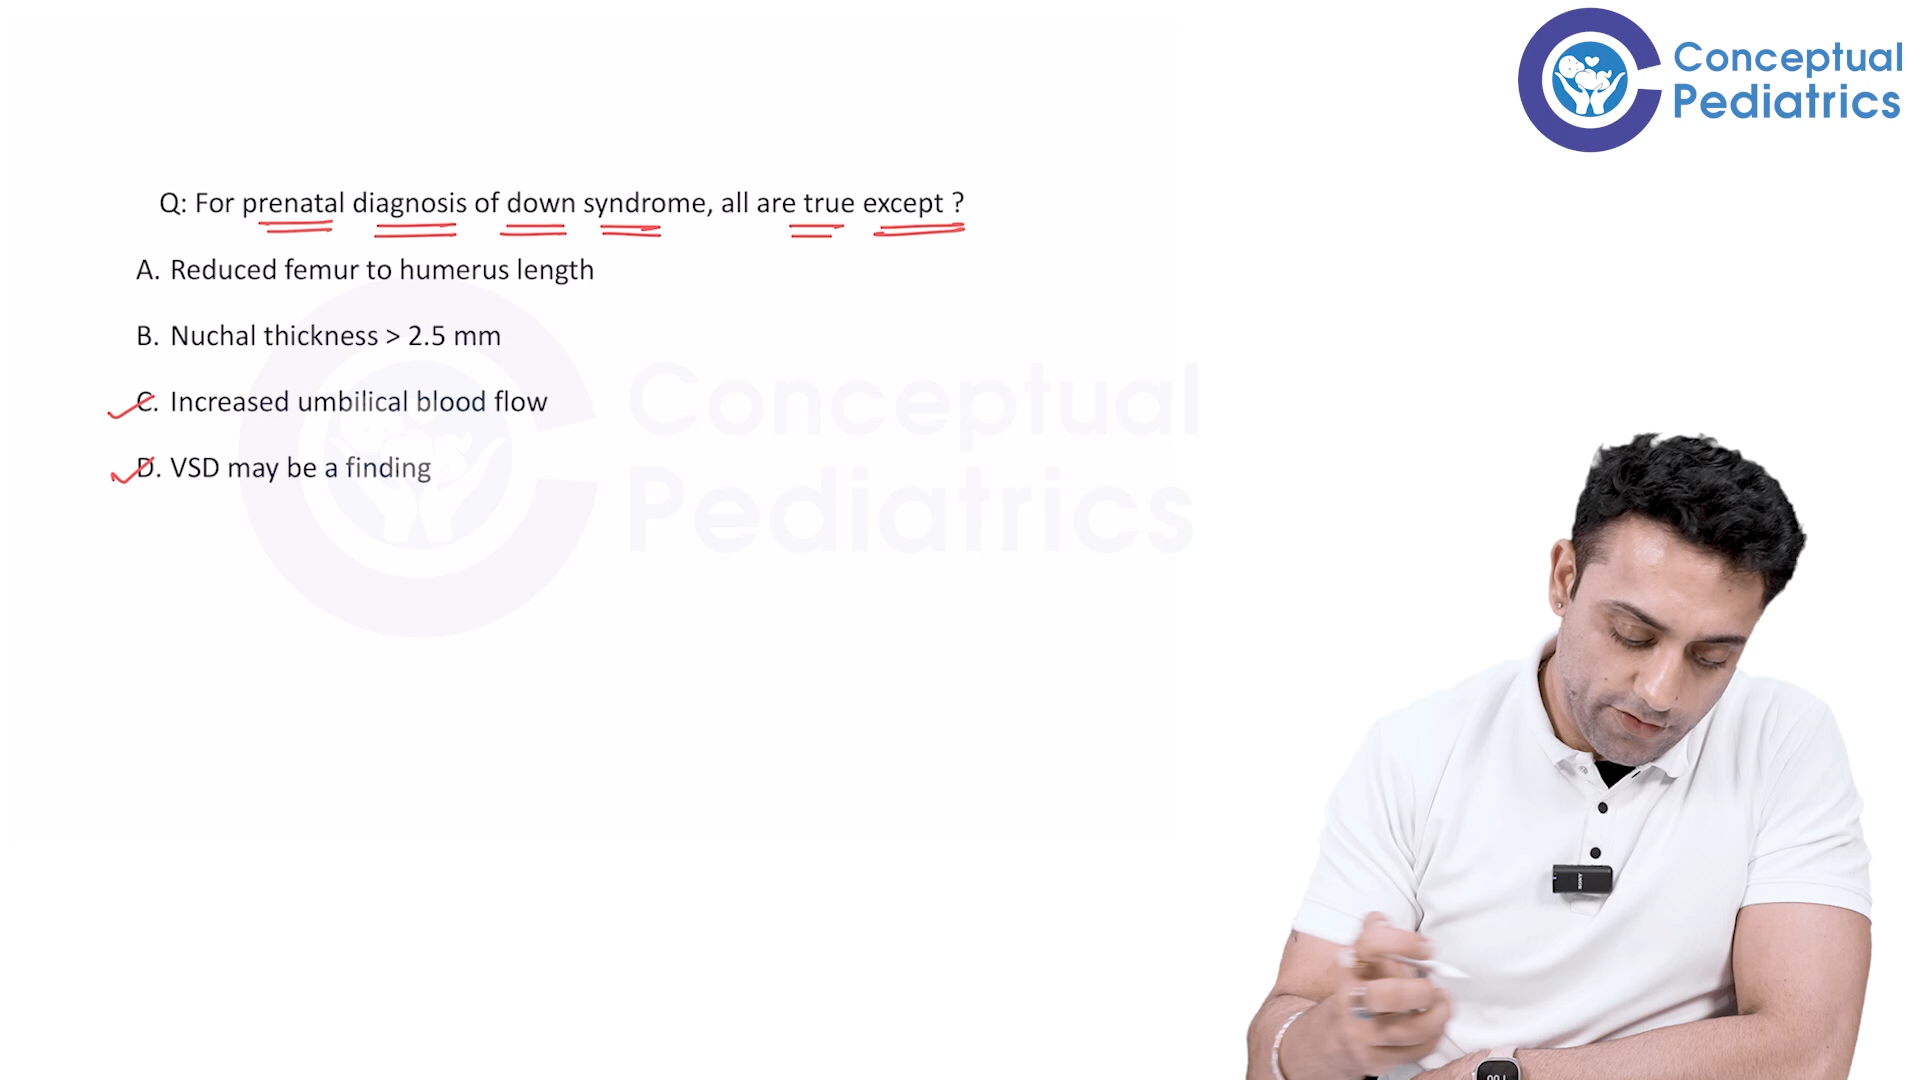 Conceptual
Pediatrics
Q: For prenatal diagnosis of down syndrome, all are true except ?
A. Reduced femur to humerus length
B. Nuchal thickness > 2.5 mm
C. Increased umbilical blood flow
D. VSD may be a finding
Conceptual
Pediatrics